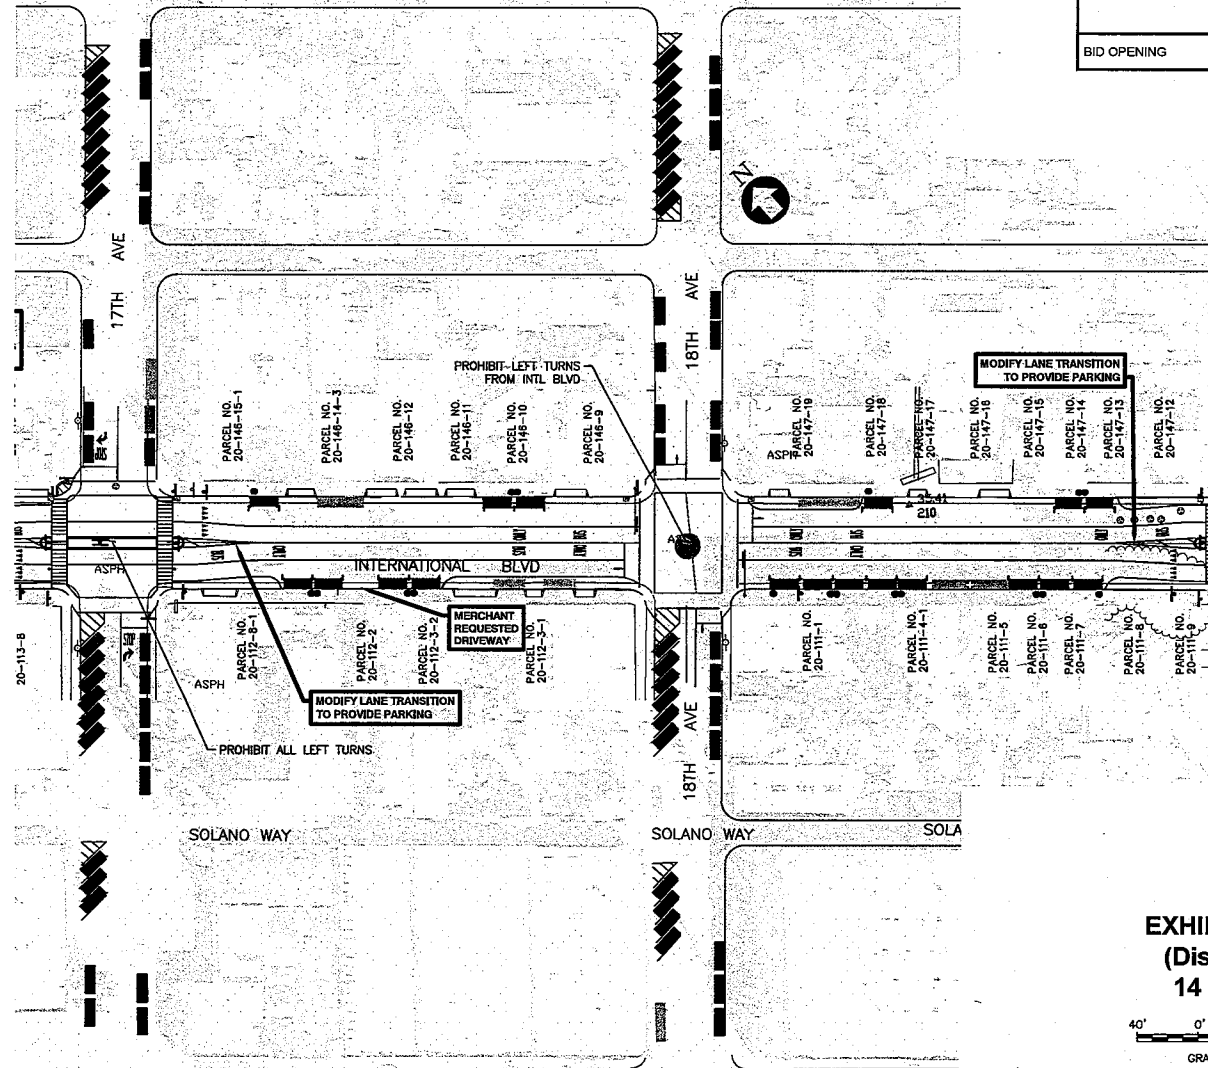 BID OPENING
N
17TH AVE
18TH AVE
PROHIBIT LEFT TURNS
FROM INTL BLVD
MODIFY LANE TRANSITION
TO PROVIDE PARKING
PARCEL NO.
20-146-15-1
PARCEL NO.
20-146-14-3
PARCEL NO.
20-146-12
PARCEL NO.
20-146-11
PARCEL NO.
20-146-10
PARCEL NO.
20-146-9
PARCEL NO.
20-147-19
PARCEL NO.
20-147-18
PARCEL NO.
20-147-17
PARCEL NO.
20-147-16
PARCEL NO.
20-147-15
PARCEL NO.
20-147-14
PARCEL NO.
20-147-13
PARCEL NO.
20-147-12
ASPH
210
ASPH
INTERNATIONAL BLVD
MERCHANT
REQUESTED
DRIVEWAY
20-113-8
PARCEL NO.
20-112-8-1
PARCEL NO.
20-112-2
PARCEL NO.
20-112-3-2
PARCEL NO.
20-112-3-1
PARCEL NO.
20-111-1
PARCEL NO.
20-111-4-1
PARCEL NO.
20-111-5
PARCEL NO.
20-111-6
PARCEL NO.
20-111-7
PARCEL NO.
20-111-8
PARCEL NO.
20-111-9
ASPH
MODIFY LANE TRANSITION
TO PROVIDE PARKING
PROHIBIT ALL LEFT TURNS
18TH AVE
SOLANO WAY
SOLANO WAY
SOLA
EXHI
(Dis
14
40' 0'
GRA